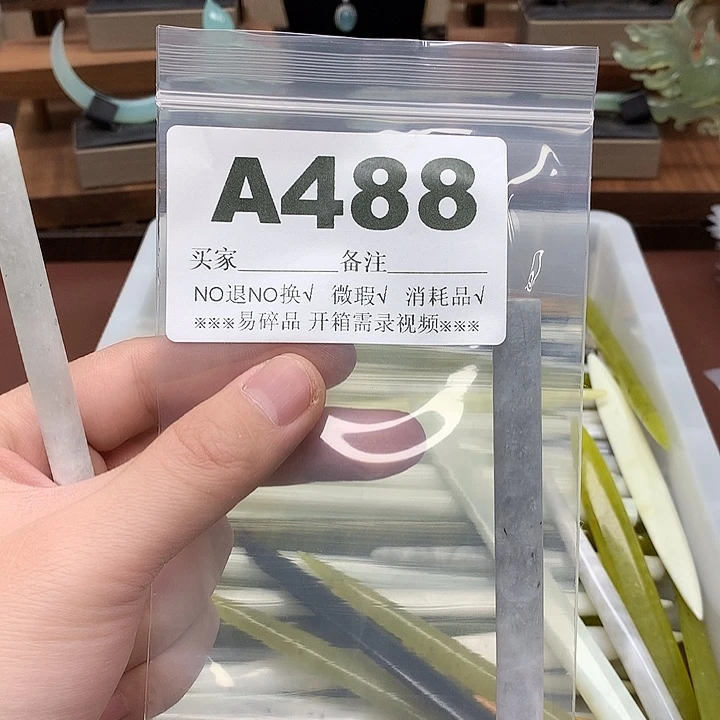 A488
买家________备注________
NO退NO换√ 微瑕√ 消耗品√
※※※易碎品 开箱需录视频※※※